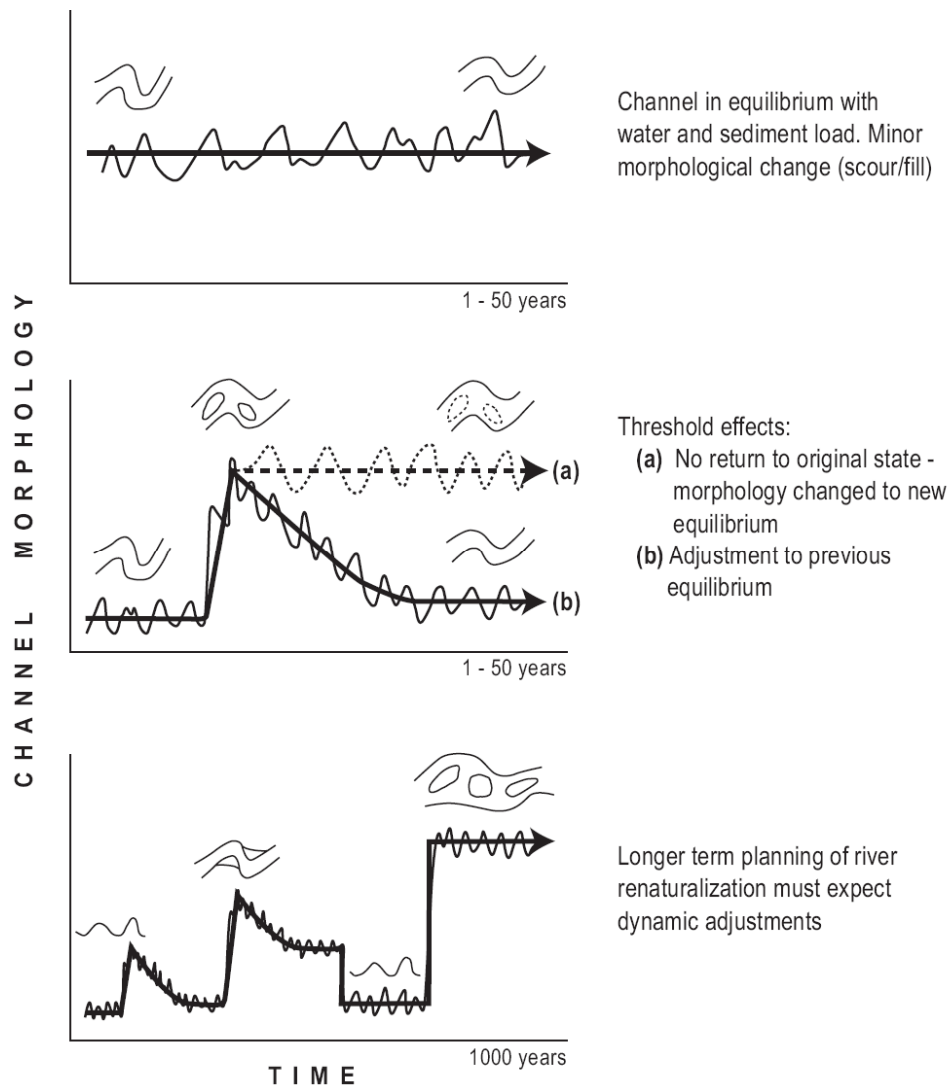 CHANNEL MORPHOLOGY
Channel in equilibrium with
water and sediment load. Minor
morphological change (scour/fill)
1 - 50 years
Threshold effects:
(a) No return to original state -
morphology changed to new
equilibrium
(b) Adjustment to previous
equilibrium
(a)
(b)
1 - 50 years
Longer term planning of river
renaturalization must expect
dynamic adjustments
1000 years
TIME